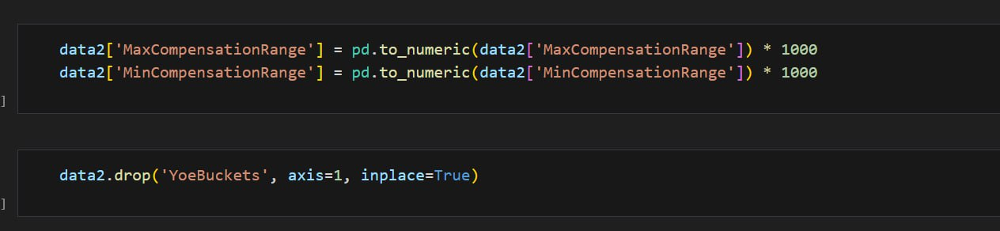 data2['MaxCompensationRange'] = pd.to_numeric(data2['MaxCompensationRange']) * 1000
data2['MinCompensationRange'] = pd.to_numeric(data2['MinCompensationRange']) * 1000
]
data2.drop('YoeBuckets', axis=1, inplace=True)
]